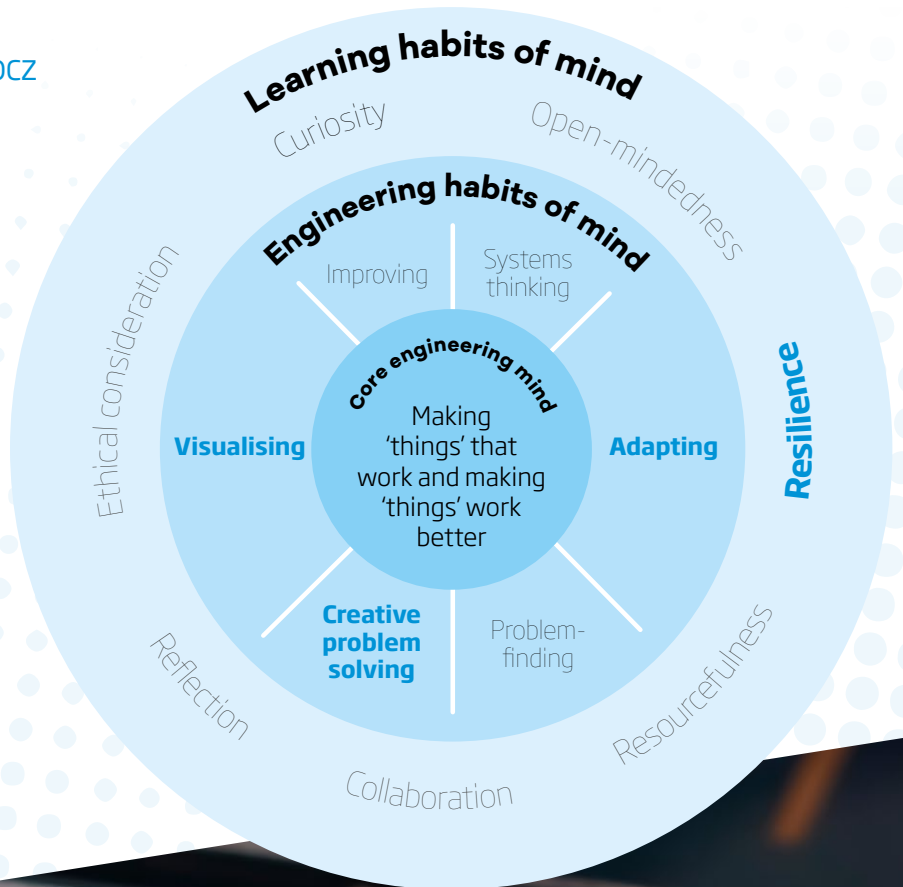 OCZ
Learning habits of mind
Curiosity
Open-mindedness
Engineering habits of mind
Improving
Systems
thinking
Ethical consideration
Core engineering mind
Resilience
Visualising
Making
‘things’ that
work and making
‘things’ work
better
Adapting
Creative
problem
solving
Problem-
finding
Reflection
Resourcefulness
Collaboration